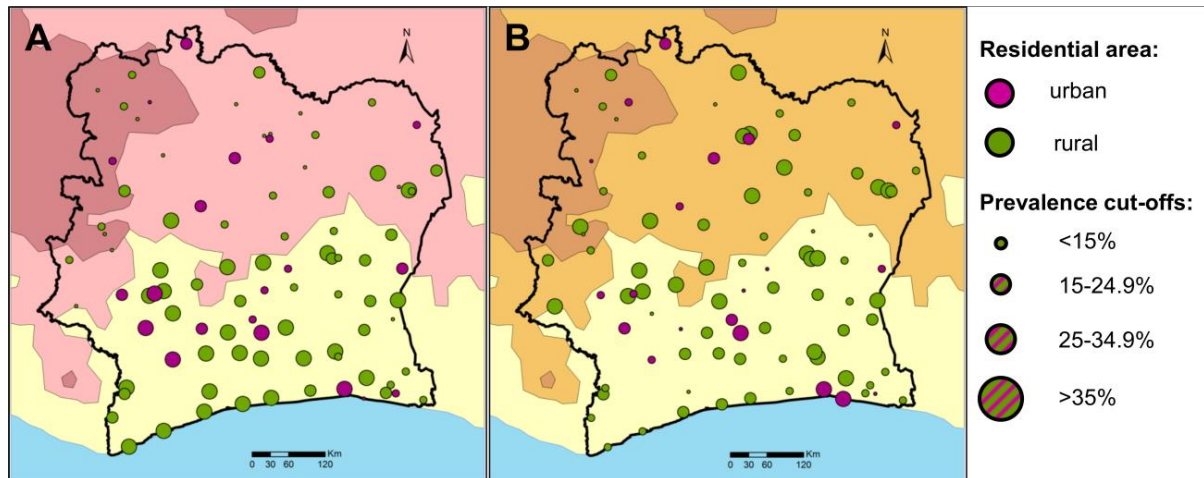 A
N
Km
0 30 60 120
B
N
Km
0 30 60 120
Residential area:
urban
rural
Prevalence cut-offs:
<15%
15-24.9%
25-34.9%
>35%